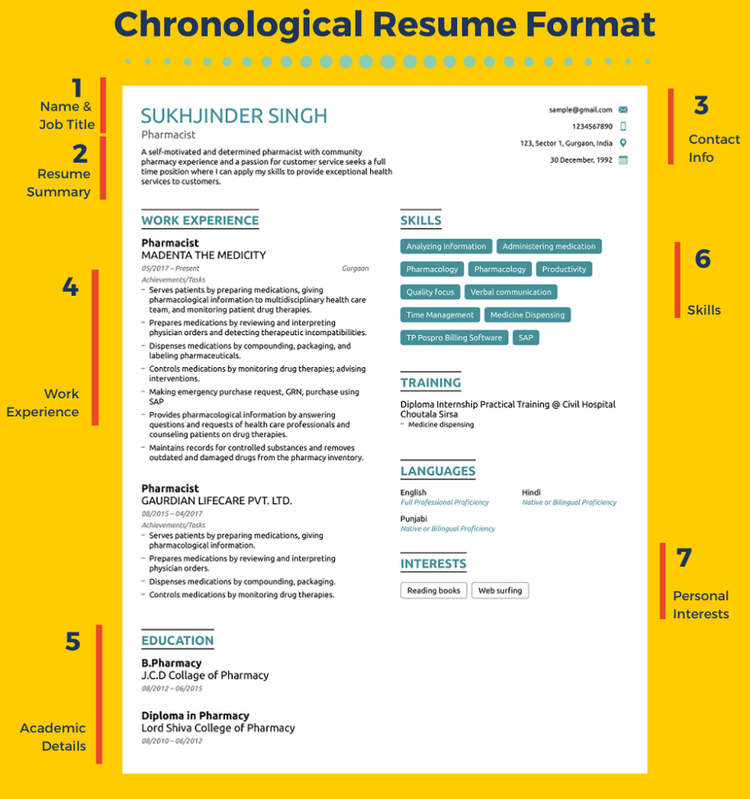 Chronological Resume Format
1
Name &
Job Title
2
Resume
Summary
3
Contact
Info
4
Work
Experience
5
Academic
Details
6
Skills
7
Personal
Interests
SUKHJINDER SINGH
Pharmacist
A self-motivated and determined pharmacist with community
pharmacy experience and a passion for customer service seeks a full
time position where I can apply my skills to provide exceptional health
services to customers.
sample@gmail.com
1234567890
123, Sector 1, Gurgaon, India
30 December, 1992
WORK EXPERIENCE
Pharmacist
MADENTA THE MEDICITY
05/2017 – Present Gurgaon
Achievements/Tasks
– Serves patients by preparing medications, giving
pharmacological information to multidisciplinary health care
team, and monitoring patient drug therapies.
– Prepares medications by reviewing and interpreting
physician orders and detecting therapeutic incompatibilities.
– Dispenses medications by compounding, packaging, and
labeling pharmaceuticals.
– Controls medications by monitoring drug therapies; advising
interventions.
– Making emergency purchase request, GRN, purchase using
SAP
– Provides pharmacological information by answering
questions and requests of health care professionals and
counseling patients on drug therapies.
– Maintains records for controlled substances and removes
outdated and damaged drugs from the pharmacy inventory.
Pharmacist
GAURDIAN LIFECARE PVT. LTD.
08/2015 – 04/2017
Achievements/Tasks
– Serves patients by preparing medications, giving
pharmacological information.
– Prepares medications by reviewing and interpreting
physician orders.
– Dispenses medications by compounding, packaging.
– Controls medications by monitoring drug therapies.
EDUCATION
B.Pharmacy
J.C.D Collage of Pharmacy
08/2012 – 06/2015
Diploma in Pharmacy
Lord Shiva College of Pharmacy
08/2010 – 06/2012
SKILLS
Analyzing information Administering medication
Pharmacology Pharmacology Productivity
Quality focus Verbal communication
Time Management Medicine Dispensing
TP Pospro Billing Software SAP
TRAINING
Diploma Internship Practical Training @ Civil Hospital
Choutala Sirsa
– Medicine dispensing
LANGUAGES
English Hindi
Full Professional Proficiency Native or Bilingual Proficiency
Punjabi
Native or Bilingual Proficiency
INTERESTS
Reading books Web surfing